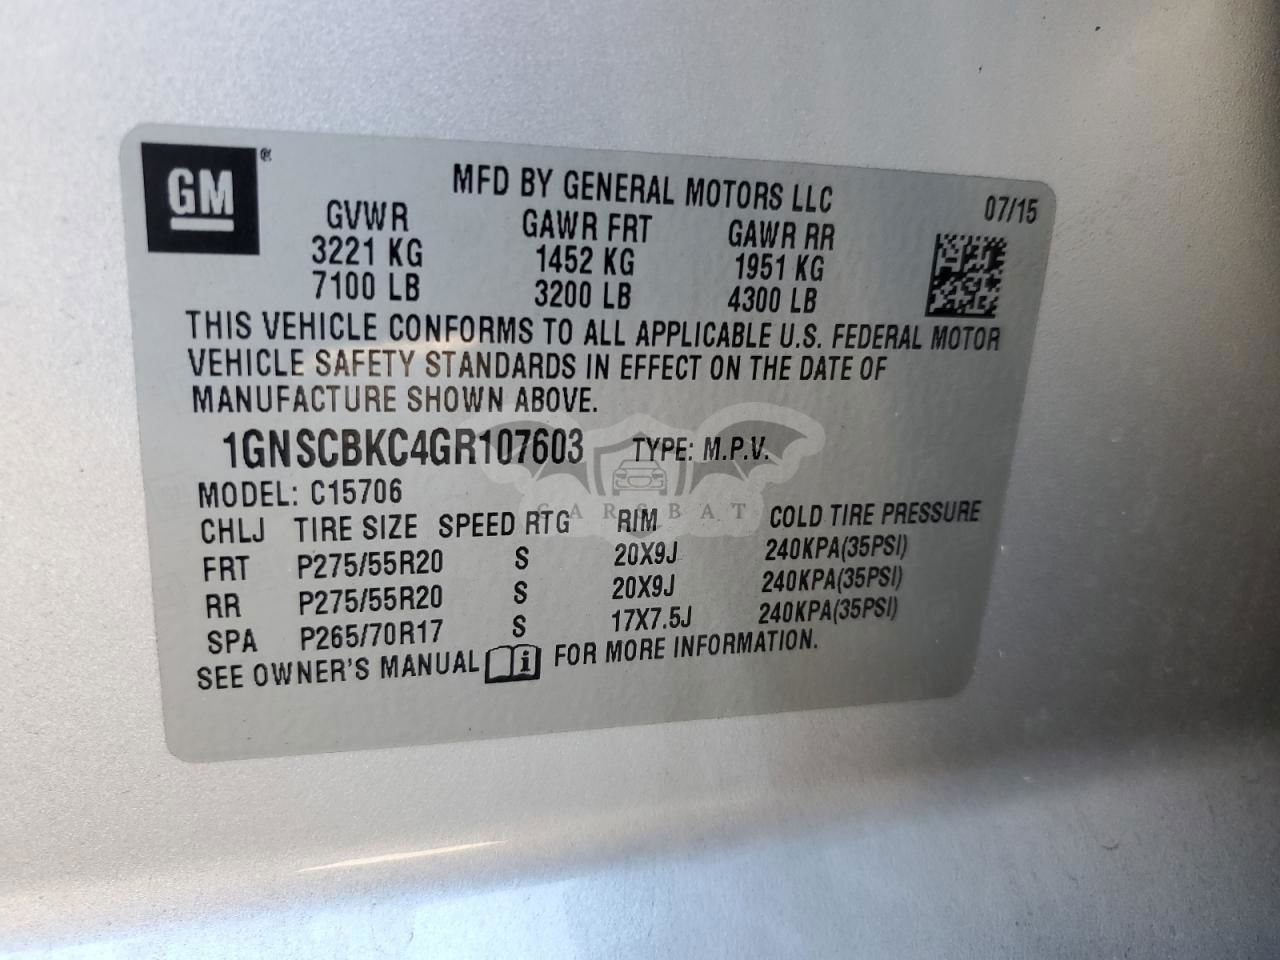 GM ®
MFD BY GENERAL MOTORS LLC 07/15
GVWR GAWR FRT GAWR RR
3221 KG 1452 KG 1951 KG
7100 LB 3200 LB 4300 LB
THIS VEHICLE CONFORMS TO ALL APPLICABLE U.S. FEDERAL MOTOR
VEHICLE SAFETY STANDARDS IN EFFECT ON THE DATE OF
MANUFACTURE SHOWN ABOVE.
1GNSCBKC4GR107603 TYPE: M.P.V.
MODEL: C15706
CARSBAT
CHLJ TIRE SIZE SPEED RTG RIM COLD TIRE PRESSURE
FRT P275/55R20 S 20X9J 240KPA(35PSI)
RR P275/55R20 S 20X9J 240KPA(35PSI)
SPA P265/70R17 S 17X7.5J 240KPA(35PSI)
SEE OWNER'S MANUAL i FOR MORE INFORMATION.